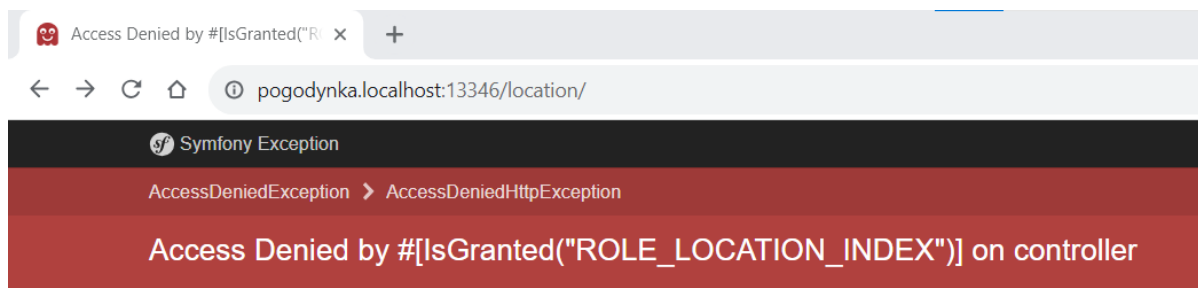 Access Denied by #[IsGranted("R
pogodynka.localhost:13346/location/
sf Symfony Exception
AccessDeniedException > AccessDeniedHttpException
Access Denied by #[IsGranted("ROLE_LOCATION_INDEX")] on controller